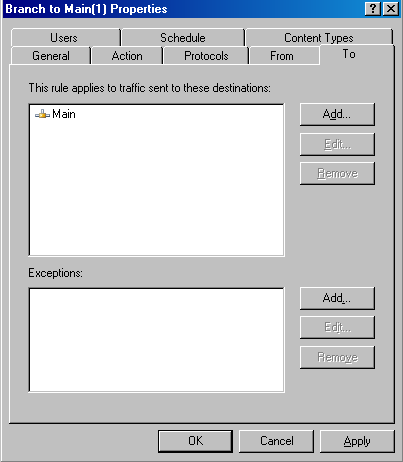 Branch to Main(1) Properties
Users Schedule Content Types
General Action Protocols From To
This rule applies to traffic sent to these destinations:
Main
Add...
Edit...
Remove
Exceptions:
Add...
Edit...
Remove
OK Cancel Apply